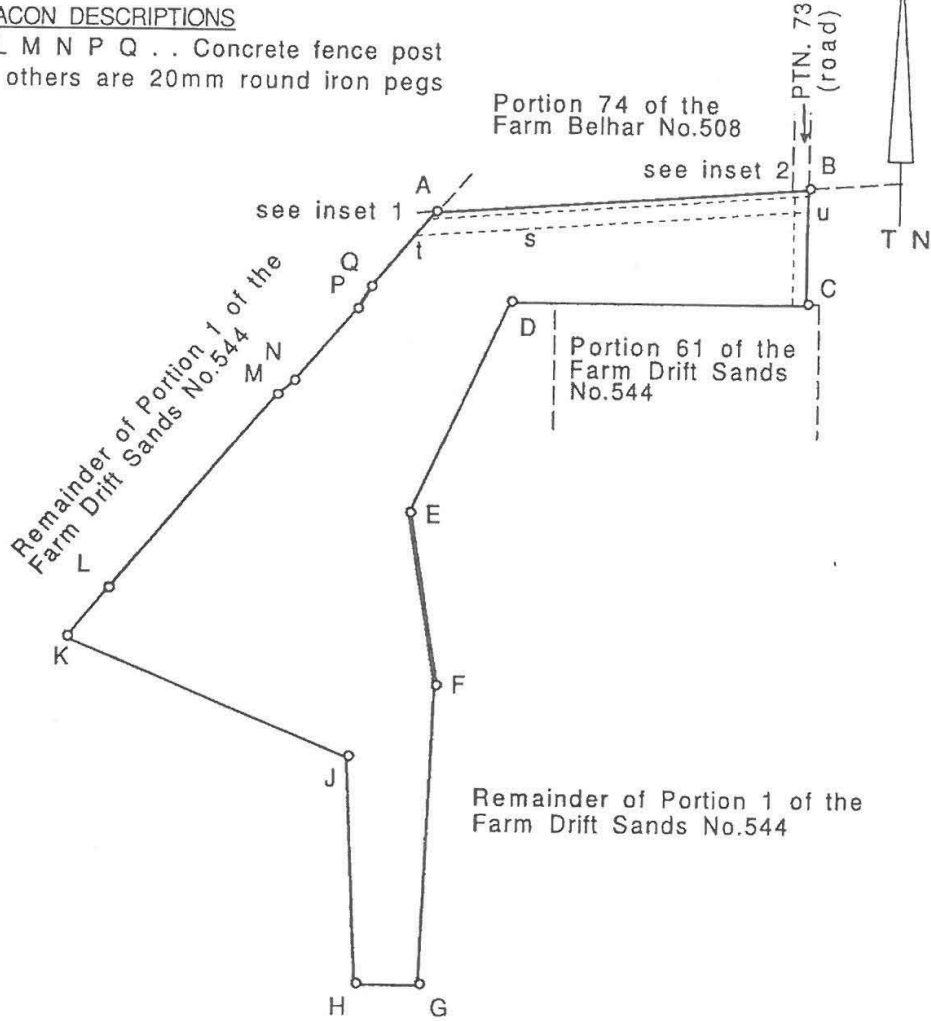 ACON DESCRIPTIONS
L M N P Q . . Concrete fence post
others are 20mm round iron pegs
PTN. 73
(road)
Portion 74 of the
Farm Belhar No.508
see inset 2
B
A
see inset 1
u
T N
t
s
Q
P
C
D
Remainder of Portion 1 of the
Farm Drift Sands No.544
N
M
Portion 61 of the
Farm Drift Sands
No.544
E
L
K
F
J
Remainder of Portion 1 of the
Farm Drift Sands No.544
H
G